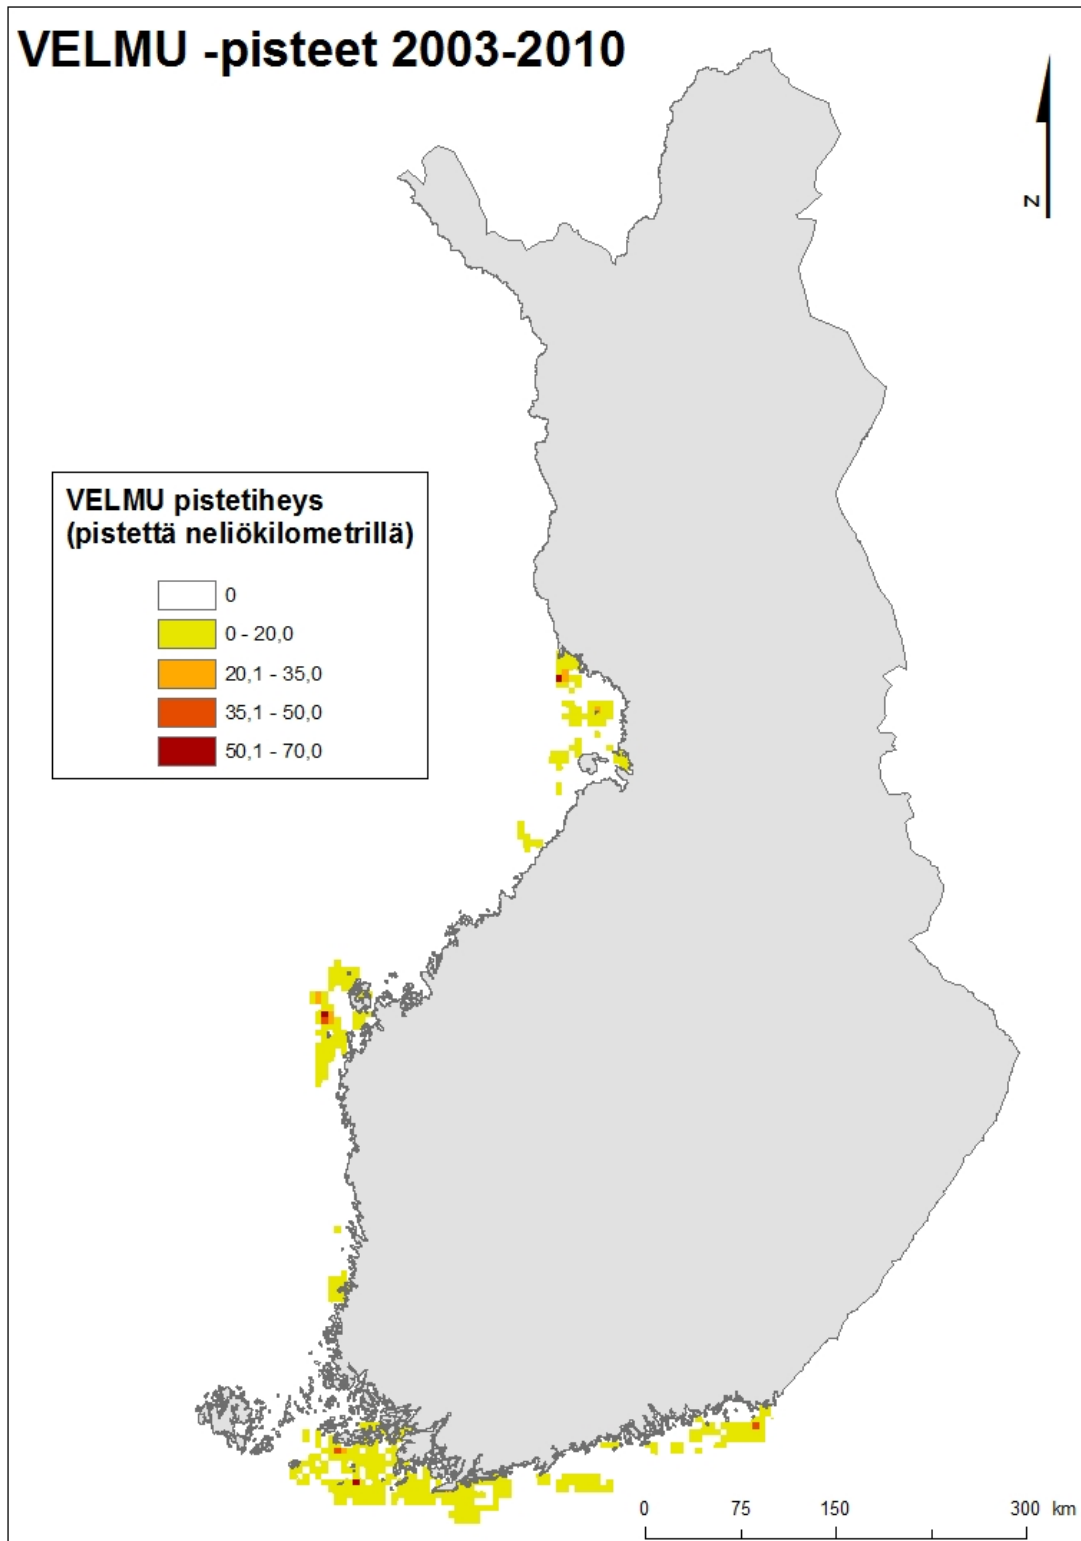 VELMU -pisteet 2003-2010
N
VELMU pistetiheys
(pistettä neliökilometrillä)
0
0 - 20,0
20,1 - 35,0
35,1 - 50,0
50,1 - 70,0
0 75 150 300 km